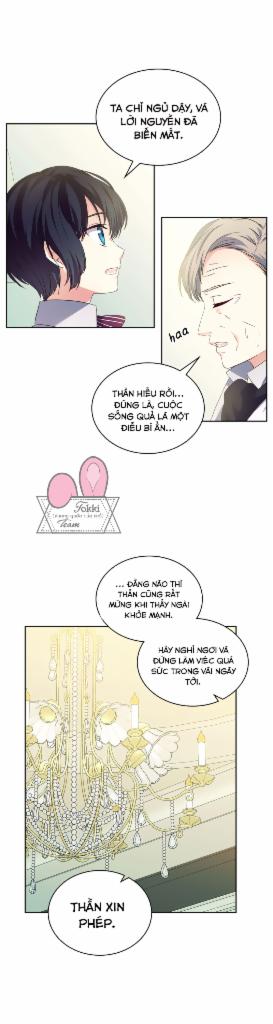 TA CHỈ NGỦ DẬY, VÀ
LỜI NGUYỀN ĐÃ
BIẾN MẤT.
haa
THẦN HIỂU RỒI...
ĐÚNG LÀ, CUỘC
SỐNG QUẢ LÀ MỘT
ĐIỀU BÍ ẨN...
Tokki
Team
... ĐẰNG NÀO THÌ
THẦN CŨNG RẤT
MỪNG KHI THẤY NGÀI
KHỎE MẠNH.
HÃY NGHỈ NGƠI VÀ
ĐỪNG LÀM VIỆC QUÁ
SỨC TRONG VÀI NGÀY
TỚI.
THẦN XIN
PHÉP.